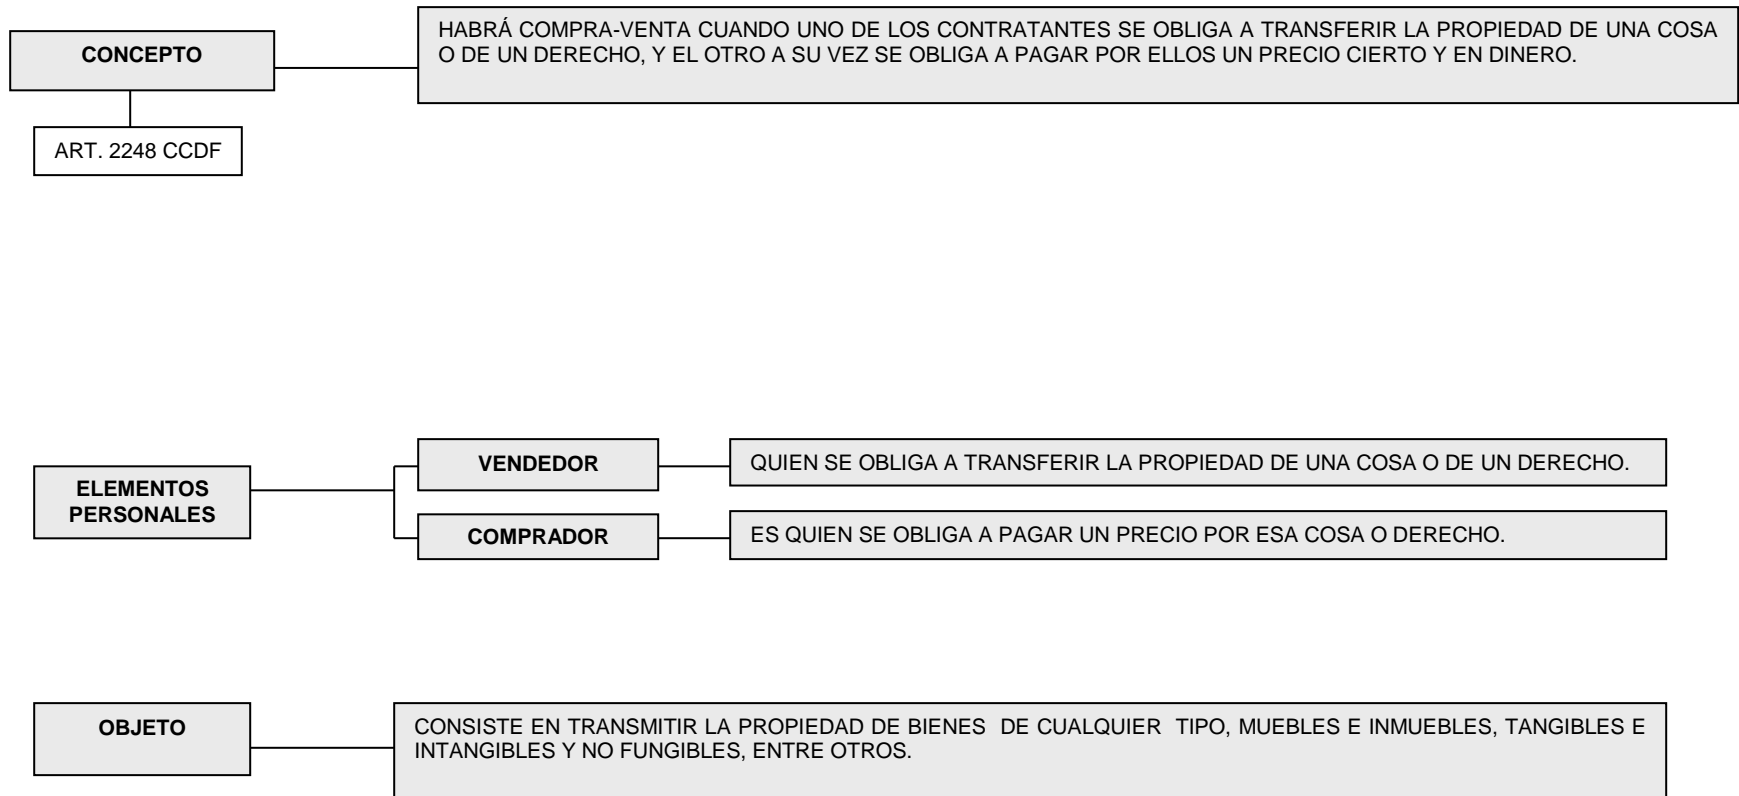 CONCEPTO
HABRÁ COMPRA-VENTA CUANDO UNO DE LOS CONTRATANTES SE OBLIGA A TRANSFERIR LA PROPIEDAD DE UNA COSA
O DE UN DERECHO, Y EL OTRO A SU VEZ SE OBLIGA A PAGAR POR ELLOS UN PRECIO CIERTO Y EN DINERO.
ART. 2248 CCDF
ELEMENTOS
PERSONALES
VENDEDOR
QUIEN SE OBLIGA A TRANSFERIR LA PROPIEDAD DE UNA COSA O DE UN DERECHO.
COMPRADOR
ES QUIEN SE OBLIGA A PAGAR UN PRECIO POR ESA COSA O DERECHO.
OBJETO
CONSISTE EN TRANSMITIR LA PROPIEDAD DE BIENES DE CUALQUIER TIPO, MUEBLES E INMUEBLES, TANGIBLES E
INTANGIBLES Y NO FUNGIBLES, ENTRE OTROS.